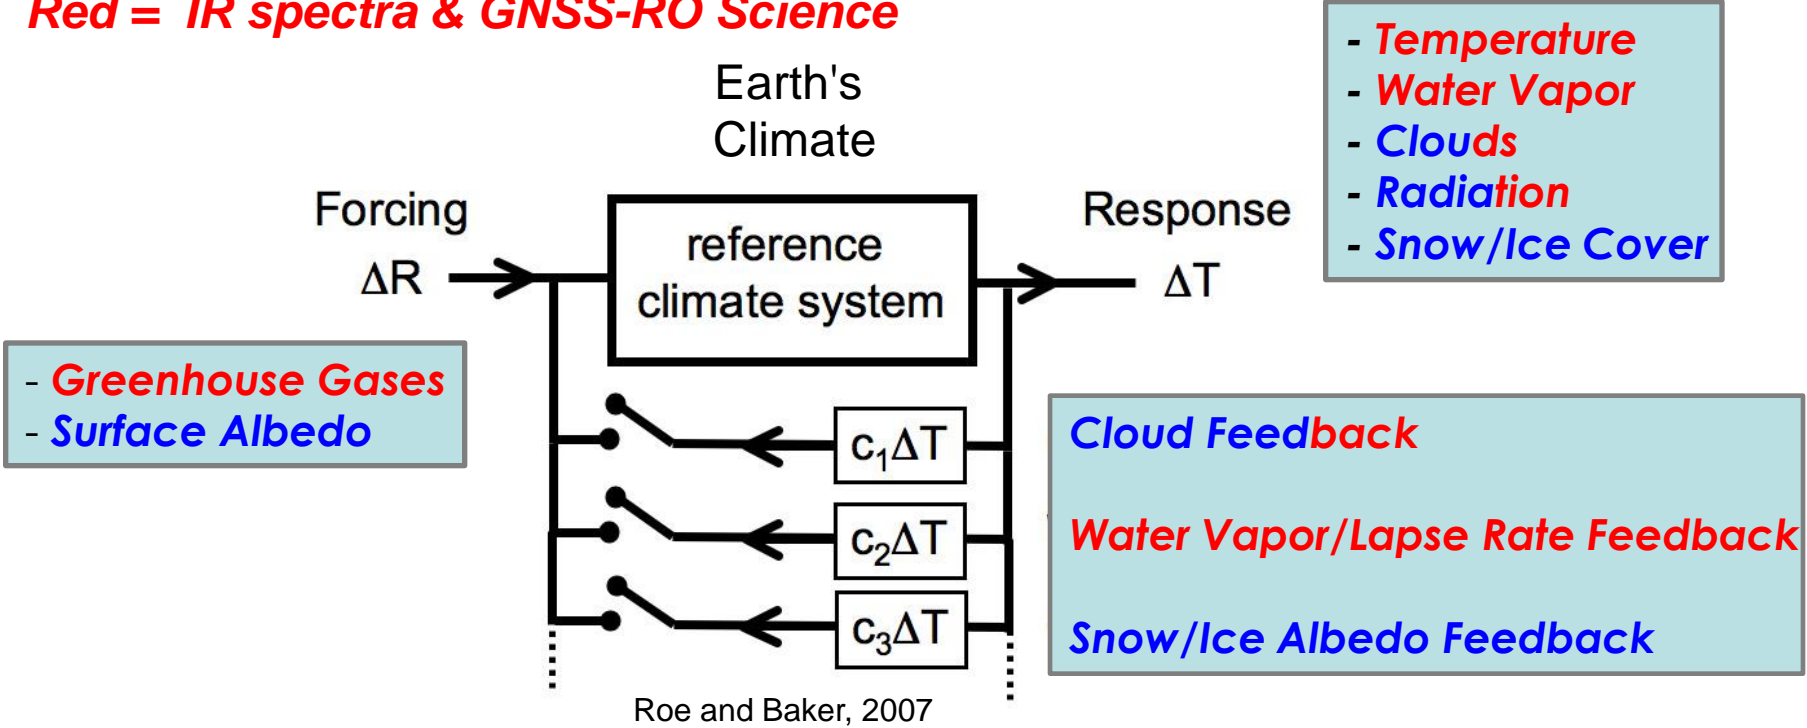 Red = IR spectra & GNSS-RO Science
Earth's
Climate
Forcing
ΔR
reference
climate system
Response
ΔT
- Temperature
- Water Vapor
- Clouds
- Radiation
- Snow/Ice Cover
- Greenhouse Gases
- Surface Albedo
c₁ΔT
c₂ΔT
c₃ΔT
Cloud Feedback
Water Vapor/Lapse Rate Feedback
Snow/Ice Albedo Feedback
Roe and Baker, 2007